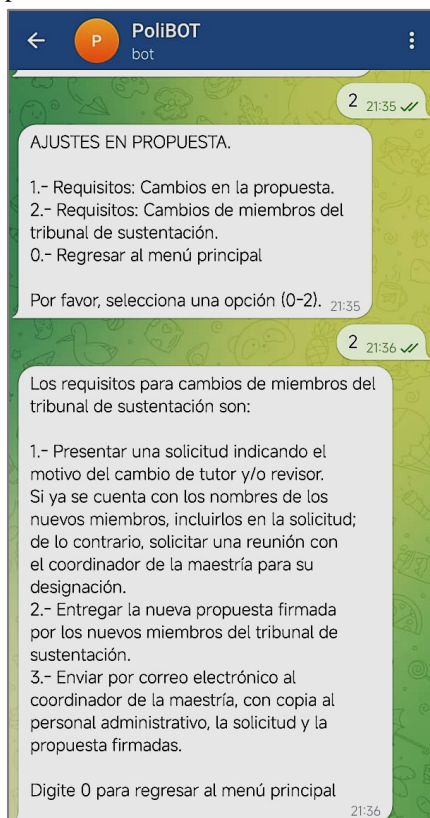 P
PoliBOT
bot
2 21:35
AJUSTES EN PROPUESTA.
1.- Requisitos: Cambios en la propuesta.
2.- Requisitos: Cambios de miembros del
tribunal de sustentación.
0.- Regresar al menú principal
Por favor, selecciona una opción (0-2). 21:35
2 21:36
Los requisitos para cambios de miembros del
tribunal de sustentación son:
1.- Presentar una solicitud indicando el
motivo del cambio de tutor y/o revisor.
Si ya se cuenta con los nombres de los
nuevos miembros, incluirlos en la solicitud;
de lo contrario, solicitar una reunión con
el coordinador de la maestría para su
designación.
2.- Entregar la nueva propuesta firmada
por los nuevos miembros del tribunal de
sustentación.
3.- Enviar por correo electrónico al
coordinador de la maestría, con copia al
personal administrativo, la solicitud y la
propuesta firmadas.
Digite 0 para regresar al menú principal
21:36